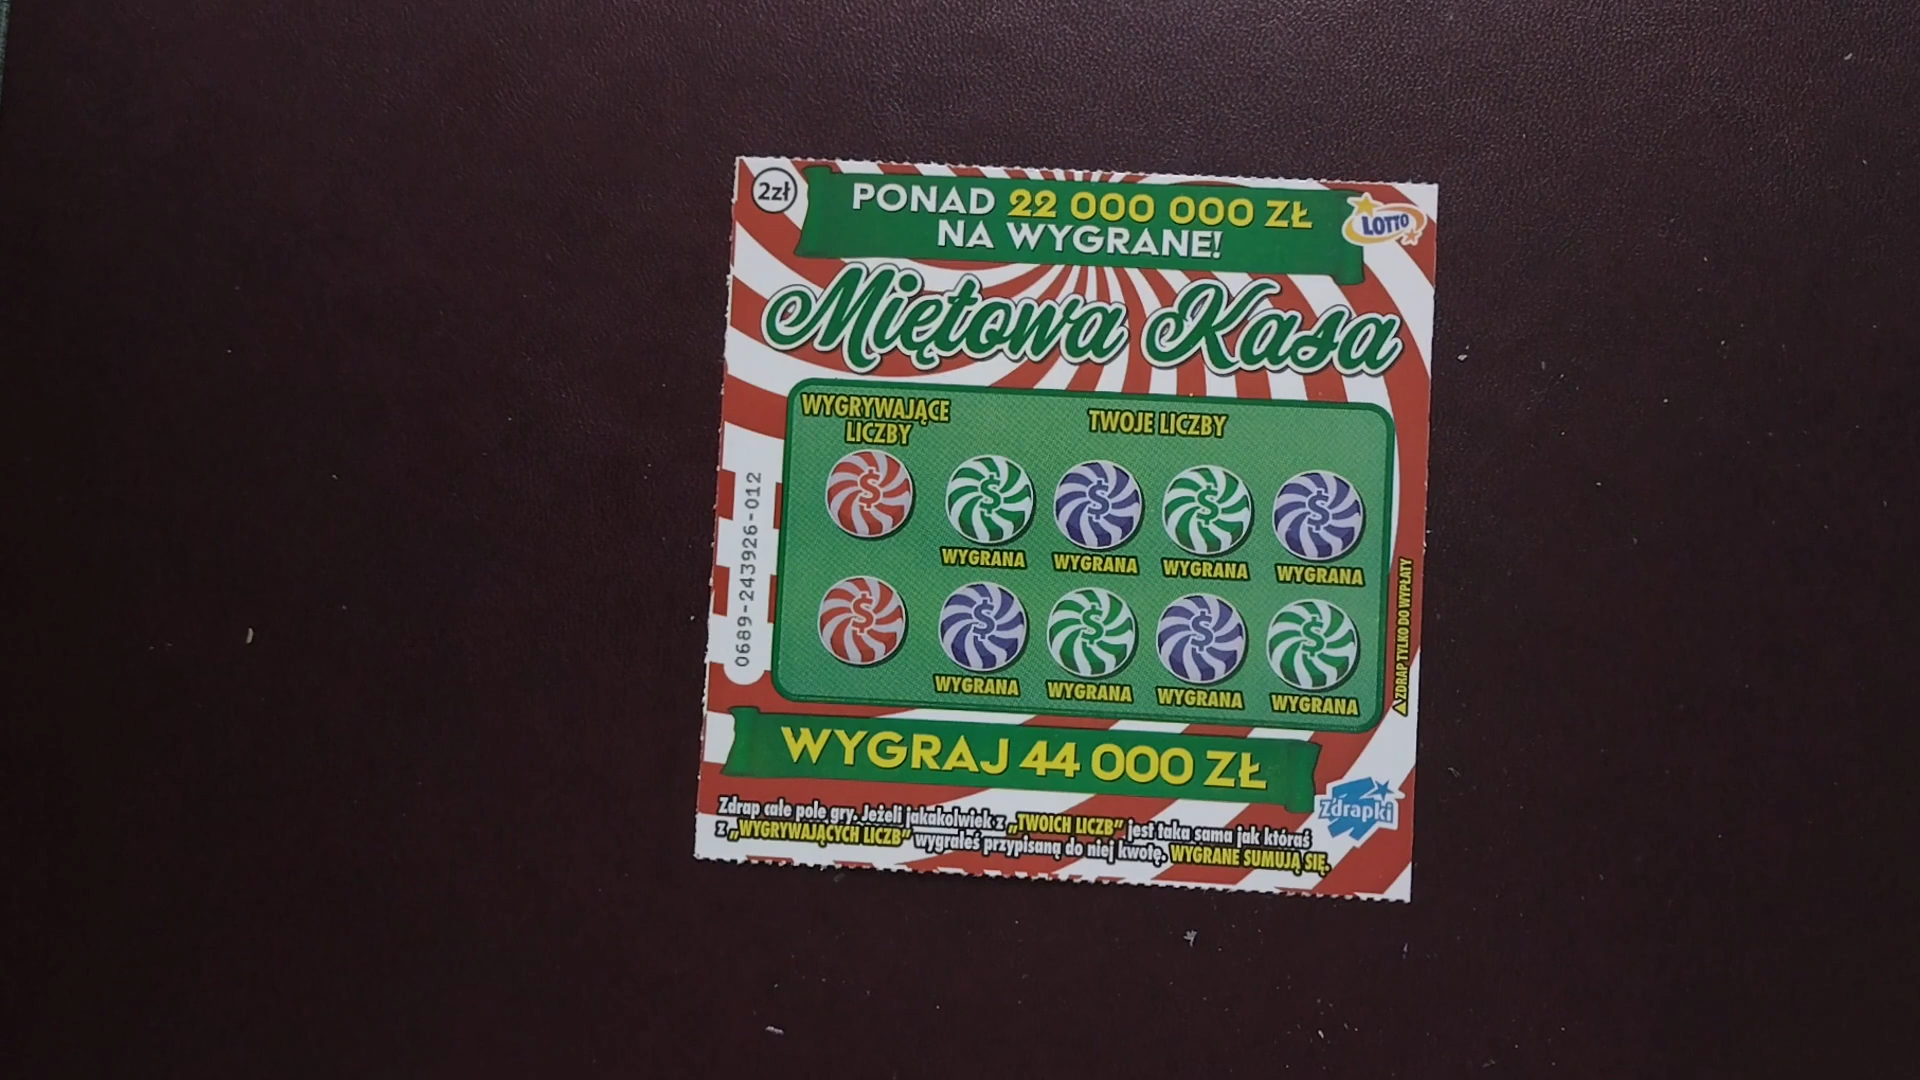 2zł
PONAD 22 000 000 ZŁ
NA WYGRANE!
LOTTO
Miętowa Kasa
WYGRYWAJĄCE
LICZBY
TWOJE LICZBY
WYGRANA WYGRANA WYGRANA WYGRANA
WYGRANA WYGRANA WYGRANA WYGRANA
0689-243926-012
ZDRAP TYLKO DO WYPŁATY
WYGRAJ 44 000 ZŁ
Zdrapki
Zdrap całe pole gry. Jeżeli jakakolwiek z „TWOICH LICZB” jest taka sama jak któraś
z „WYGRYWAJĄCYCH LICZB” wygrałeś przypisaną do niej kwotę. WYGRANE SUMUJĄ SIĘ.